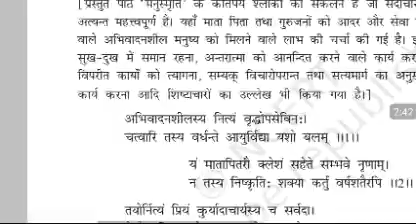 [प्रस्तुत पाठ 'मनुस्मृति' के कतिपय श्लोकों का संकलन है जो सदाचार
अत्यन्त महत्त्वपूर्ण हैं। यहाँ माता पिता तथा गुरुजनों को आदर और सेवा
वाले अभिवादनशील मनुष्य को मिलने वाले लाभ की चर्चा की गई है।
सुख-दुख में समान रहना, अन्तरात्मा को आनन्दित करने वाले कार्य कर
विपरीत कार्यों को त्यागना, सम्यक् विचारोपरान्त तथा सत्यमार्ग का अनु
कार्य करना आदि शिष्टाचारों का उल्लेख भी किया गया है।]
7:42
अभिवादनशीलस्य नित्यं वृद्धोपसेविनः।
चत्वारि तस्य वर्धन्ते आयुर्विद्या यशो बलम् ॥1॥
यं मातापितरौ क्लेशं सहेते सम्भवे नृणाम्।
न तस्य निष्कृतिः शक्या कर्तुं वर्षशतैरपि ॥2॥
तयोर्नित्यं प्रियं कुर्यादाचार्यस्य च सर्वदा।